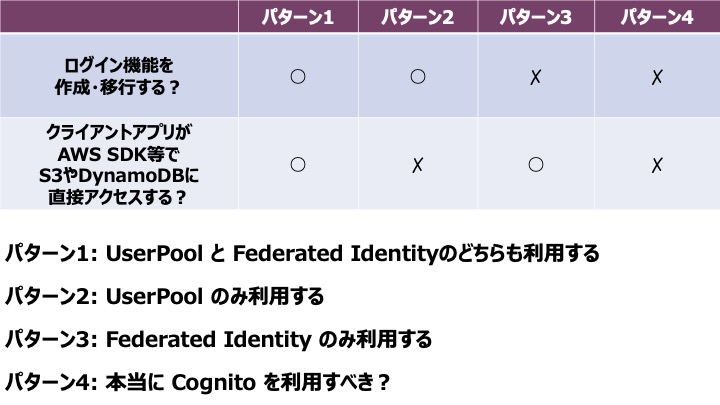 パターン1 パターン2 パターン3 パターン4
ログイン機能を
作成・移行する？
○ ○ ✗ ✗
クライアントアプリが
AWS SDK等で
S3やDynamoDBに
直接アクセスする？
○ ✗ ○ ✗
パターン1: UserPool と Federated Identityのどちらも利用する
パターン2: UserPool のみ利用する
パターン3: Federated Identity のみ利用する
パターン4: 本当に Cognito を利用すべき？